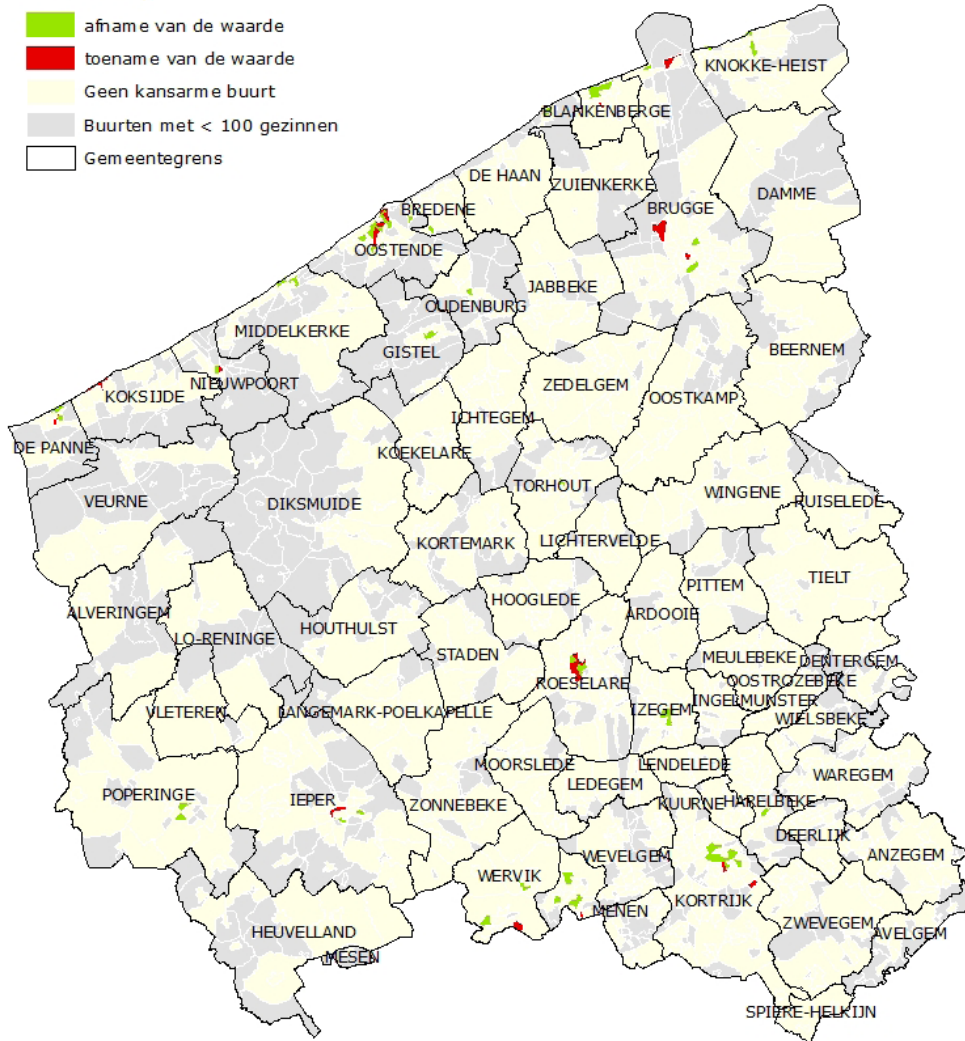 afname van de waarde
toename van de waarde
Geen kansarme buurt
Buurten met < 100 gezinnen
Gemeentegrens
KNOKKE-HEIST
BLANKENBERGE
DE HAAN
ZUIENKERKE
DAMME
BREDENE
BRUGGE
OOSTENDE
JABBEKE
OUDENBURG
MIDDELKERKE
GISTEL
BEERNEM
NIEUWPOORT
ZEDELGEM
KOKSIJDE
OOSTKAMP
ICHTEGEM
DE PANNE
KOEKELARE
TORHOUT
WINGENE
VEURNE
DIKSMUIDE
RUISELEDE
KORTEMARK
LICHTERVELDE
TIELT
PITTEM
HOOGLEDE
ALVERINGEM
ARDOOIE
HOUTHULST
LO-RENINGE
STADEN
MEULEBEKE
DENTERGEM
ROESELARE
OOSTROZEBEKE
INGELMUNSTER
IZEGEM
VLETEREN
LANGEMARK-POELKAPELLE
WIELSBEKE
MOORSLEDE
LENDELEDE
WAREGEM
LEDEGEM
POPERINGE
IEPER
ZONNEBEKE
KUURNE
HARELBEKE
DEERLIJK
WEVELGEM
ANZEGEM
WERVIK
KORTRIJK
MENEN
ZWEVEGEM
HEUVELLAND
AVELGEM
MESEN
SPIERE-HELKIJN